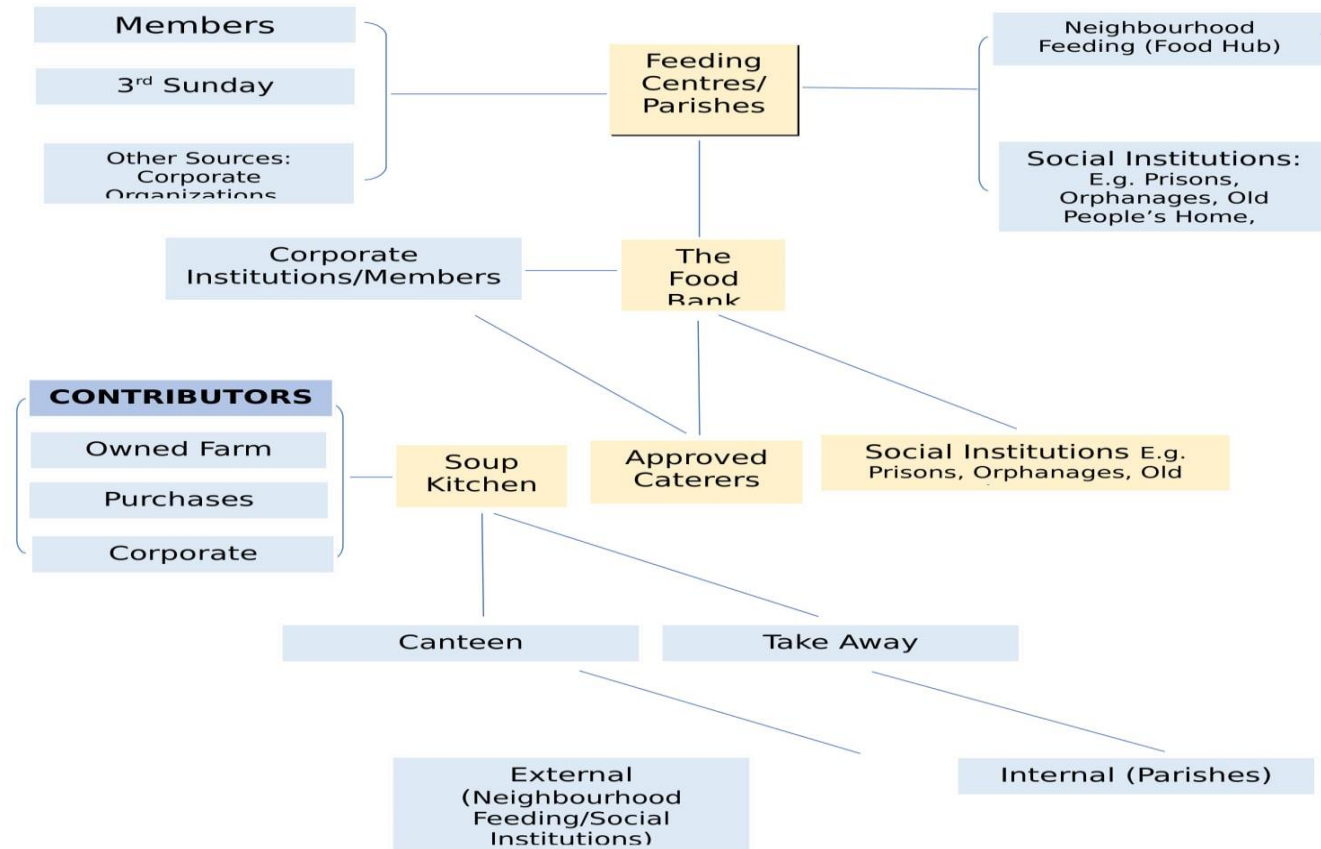 Members
3rd Sunday
Other Sources:
Corporate
Organizations
Feeding
Centres/
Parishes
Neighbourhood
Feeding (Food Hub)
Social Institutions:
E.g. Prisons,
Orphanages, Old
People’s Home,
Corporate
Institutions/Members
The
Food
Bank
CONTRIBUTORS
Owned Farm
Purchases
Corporate
Soup
Kitchen
Approved
Caterers
Social Institutions E.g.
Prisons, Orphanages, Old
Canteen
Take Away
External
(Neighbourhood
Feeding/Social
Institutions)
Internal (Parishes)